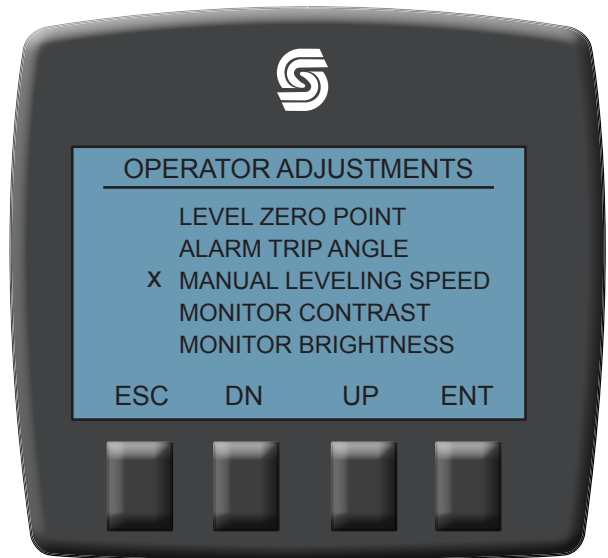 OPERATOR ADJUSTMENTS
LEVEL ZERO POINT
ALARM TRIP ANGLE
X MANUAL LEVELING SPEED
MONITOR CONTRAST
MONITOR BRIGHTNESS
ESC DN UP ENT